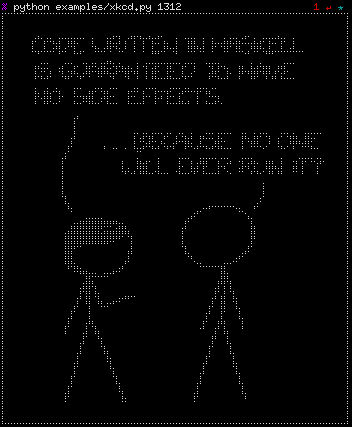 % python examples/xkcd.py 1312 1 ↵ ★
CODE WRITTEN IN HASKELL
IS GUARANTEED TO HAVE
NO SIDE EFFECTS.
...BECAUSE NO ONE
WILL EVER RUN IT?